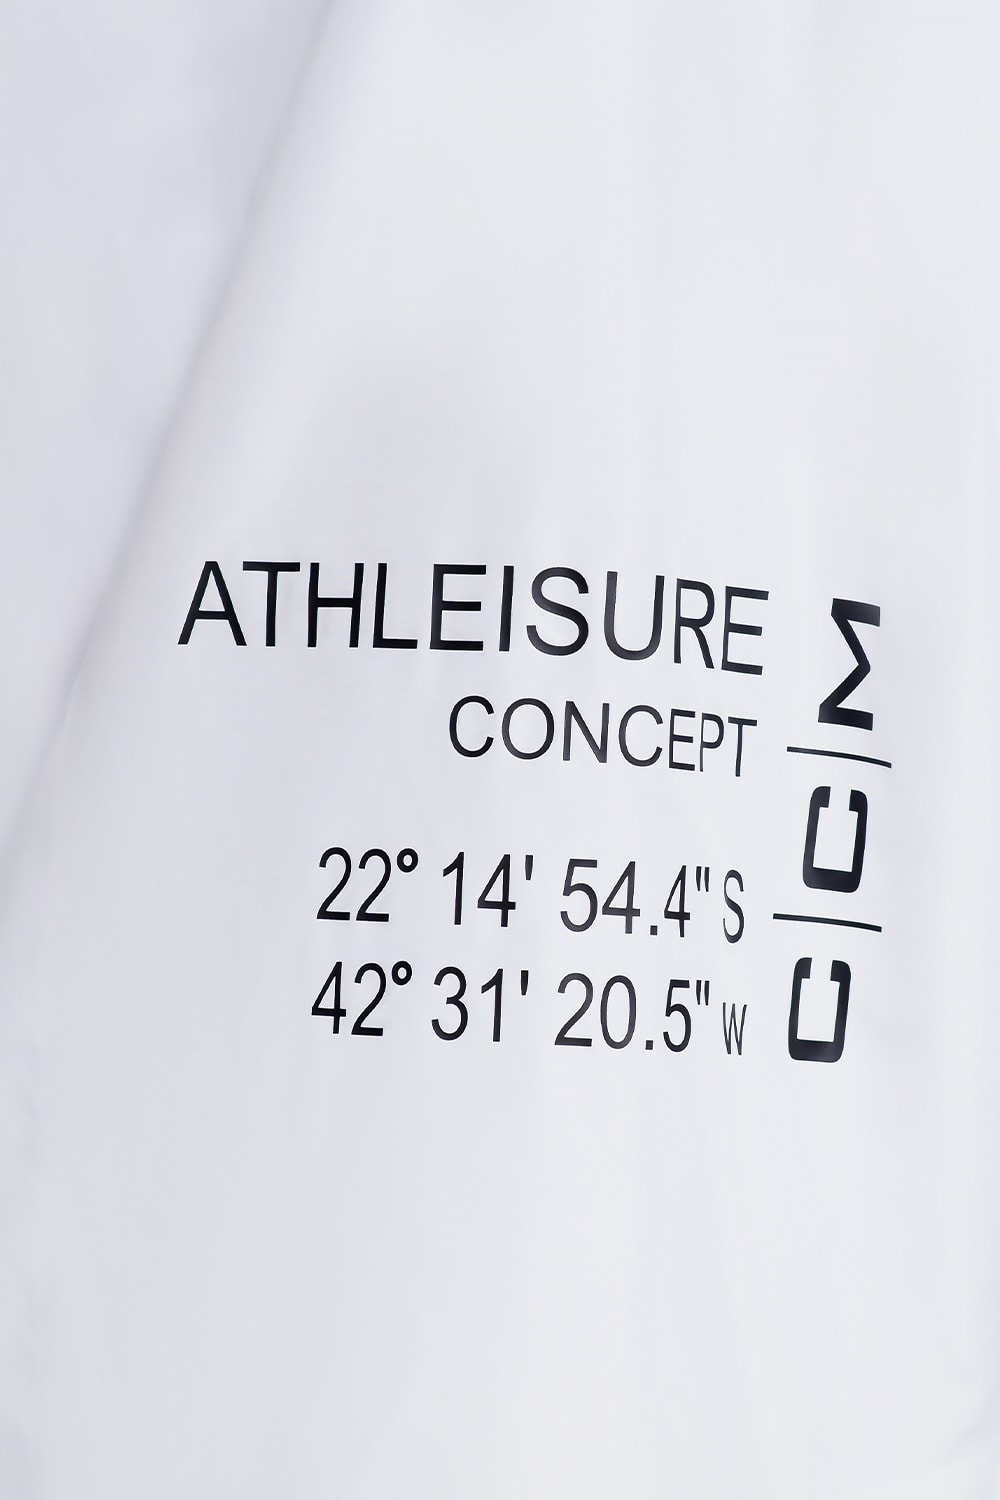 ATHLEISURE
CONCEPT
22° 14' 54.4" S
42° 31' 20.5" W
C|C|M